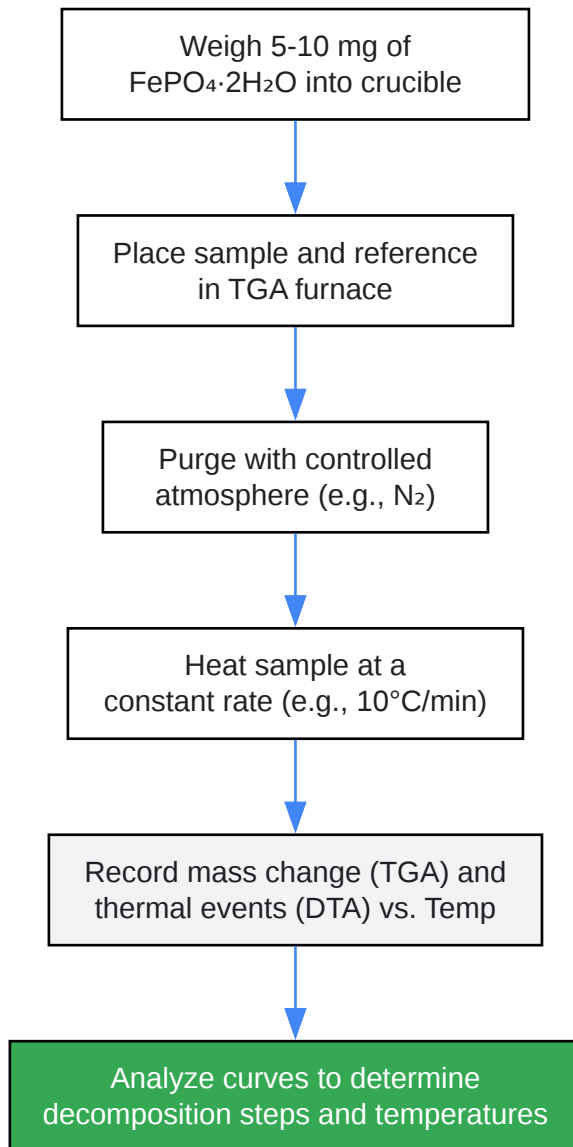 Weigh 5-10 mg of
FePO₄·2H₂O into crucible
Place sample and reference
in TGA furnace
Purge with controlled
atmosphere (e.g., N₂)
Heat sample at a
constant rate (e.g., 10°C/min)
Record mass change (TGA) and
thermal events (DTA) vs. Temp
Analyze curves to determine
decomposition steps and temperatures